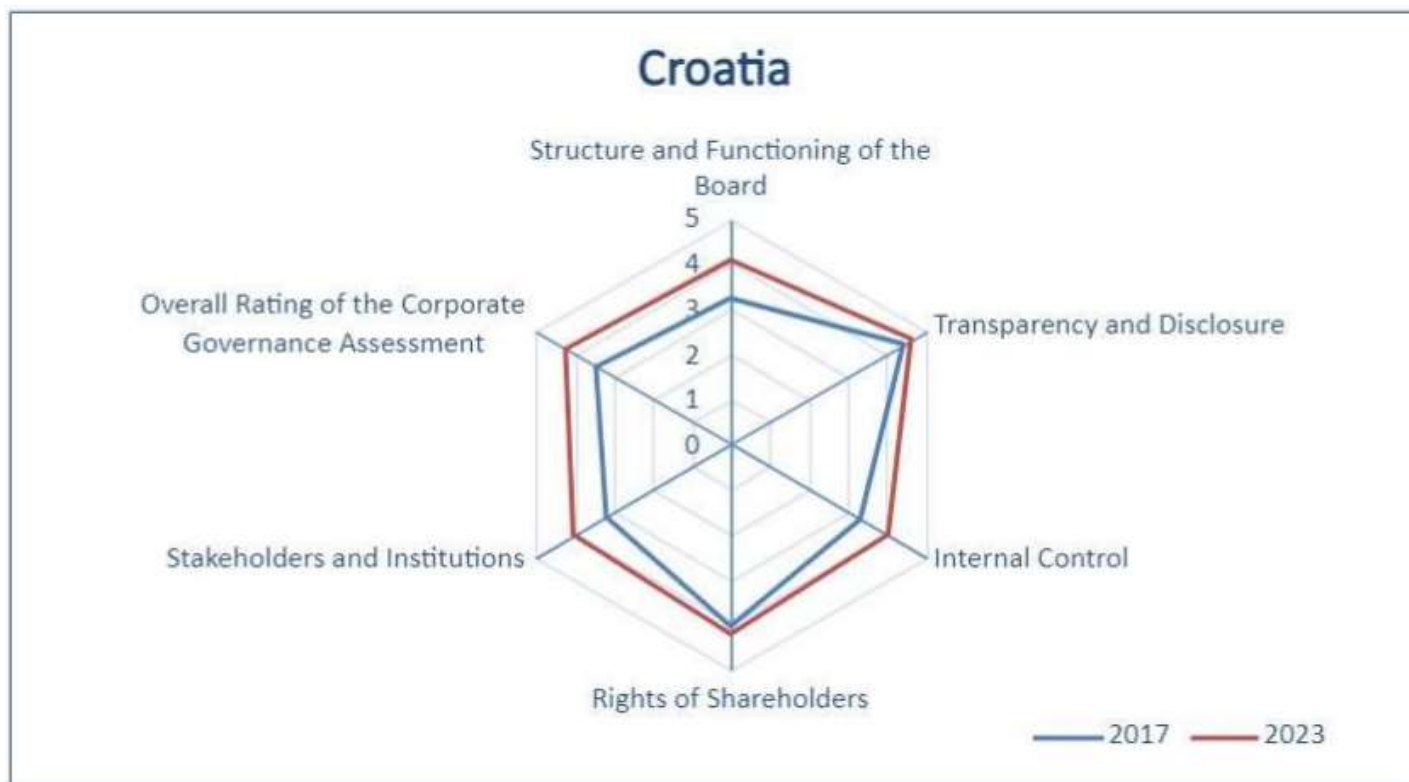 Croatia
Structure and Functioning of the
Board
5
4
3
2
1
0
Overall Rating of the Corporate
Governance Assessment
Transparency and Disclosure
Stakeholders and Institutions
Internal Control
Rights of Shareholders
2017
2023